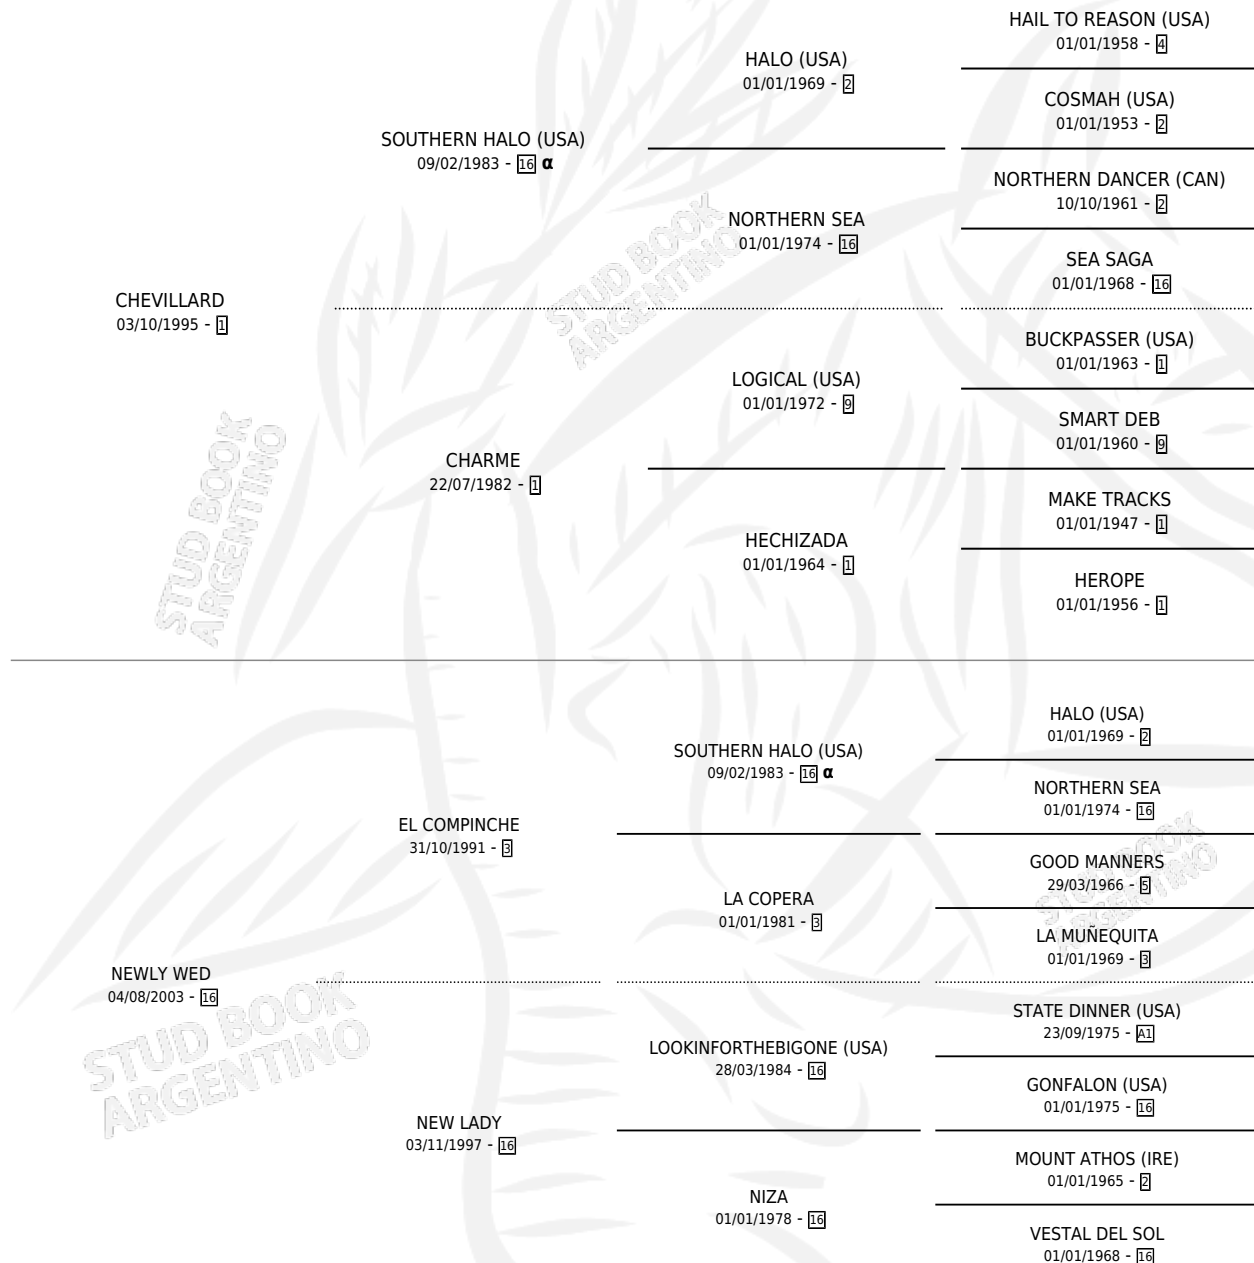 HAIL TO REASON (USA)
01/01/1958 - 4
HALO (USA)
01/01/1969 - 2
COSMAH (USA)
01/01/1953 - 2
SOUTHERN HALO (USA)
09/02/1983 - 16 α
NORTHERN DANCER (CAN)
10/10/1961 - 2
NORTHERN SEA
01/01/1974 - 16
SEA SAGA
01/01/1968 - 16
CHEVILLARD
03/10/1995 - 1
BUCKPASSER (USA)
01/01/1963 - 1
LOGICAL (USA)
01/01/1972 - 9
SMART DEB
01/01/1960 - 9
CHARME
22/07/1982 - 1
MAKE TRACKS
01/01/1947 - 1
HECHIZADA
01/01/1964 - 1
HEROPE
01/01/1956 - 1
HALO (USA)
01/01/1969 - 2
SOUTHERN HALO (USA)
09/02/1983 - 16 α
NORTHERN SEA
01/01/1974 - 16
EL COMPINCHE
31/10/1991 - 3
GOOD MANNERS
29/03/1966 - 5
LA COPERA
01/01/1981 - 3
LA MUÑEQUITA
01/01/1969 - 3
NEWLY WED
04/08/2003 - 16
STATE DINNER (USA)
23/09/1975 - A1
LOOKINFORTHEBIGONE (USA)
28/03/1984 - 16
GONFALON (USA)
01/01/1975 - 16
NEW LADY
03/11/1997 - 16
MOUNT ATHOS (IRE)
01/01/1965 - 2
NIZA
01/01/1978 - 16
VESTAL DEL SOL
01/01/1968 - 16
STUD BOOK
ARGENTINO
STUD BOOK
ARGENTINO
STUD BOOK
ARGENTINO
STUD BOOK
ARGENTINO